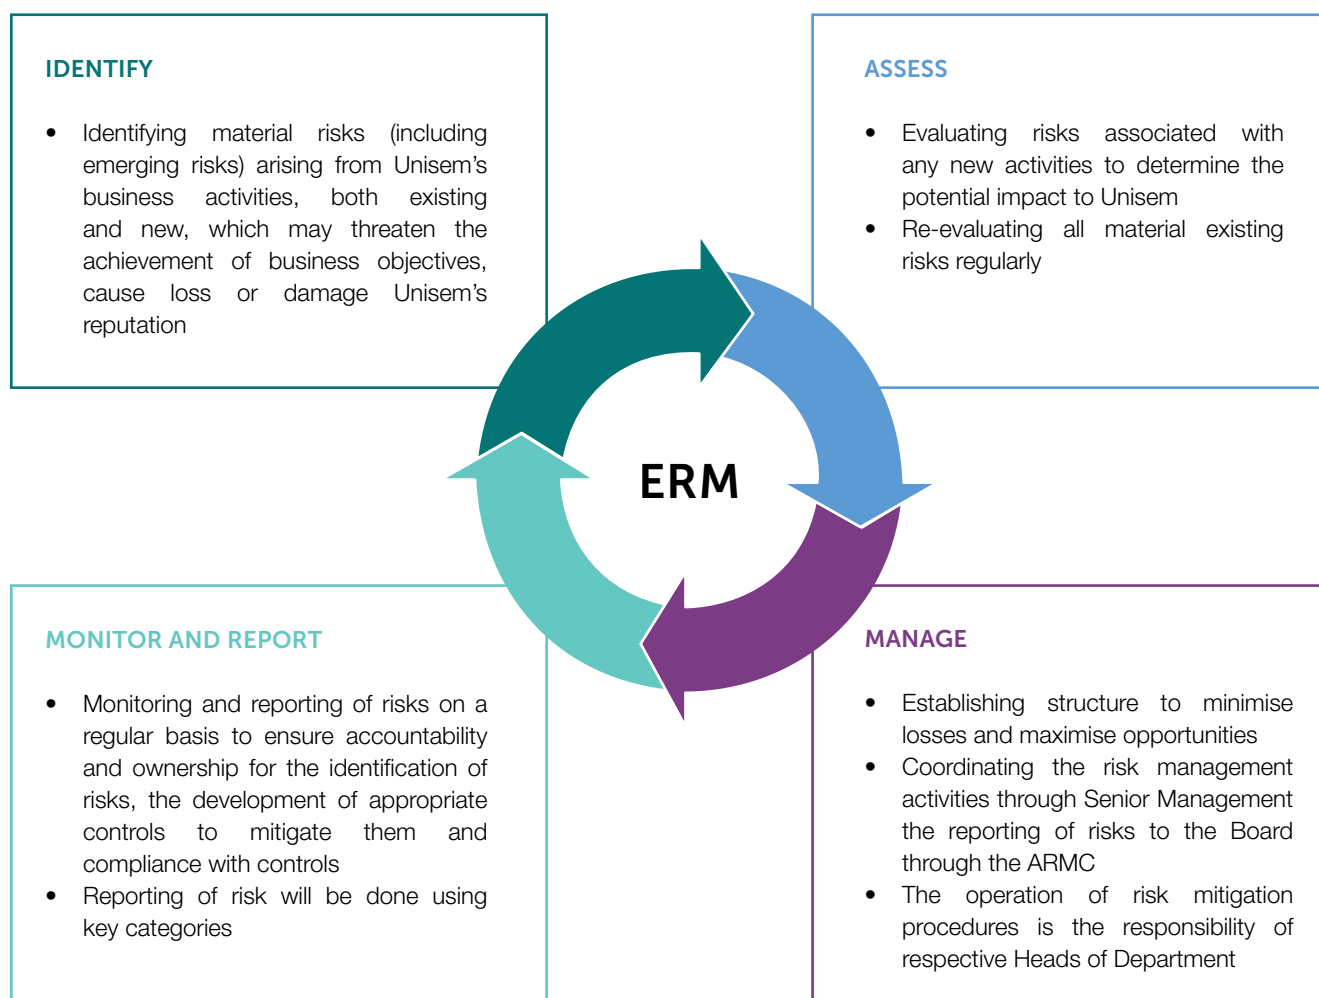 IDENTIFY
• Identifying material risks (including
emerging risks) arising from Unisem's
business activities, both existing
and new, which may threaten the
achievement of business objectives,
cause loss or damage Unisem's
reputation
ASSESS
• Evaluating risks associated with
any new activities to determine the
potential impact to Unisem
• Re-evaluating all material existing
risks regularly
ERM
MONITOR AND REPORT
• Monitoring and reporting of risks on a
regular basis to ensure accountability
and ownership for the identification of
risks, the development of appropriate
controls to mitigate them and
compliance with controls
• Reporting of risk will be done using
key categories
MANAGE
• Establishing structure to minimise
losses and maximise opportunities
• Coordinating the risk management
activities through Senior Management
the reporting of risks to the Board
through the ARMC
• The operation of risk mitigation
procedures is the responsibility of
respective Heads of Department